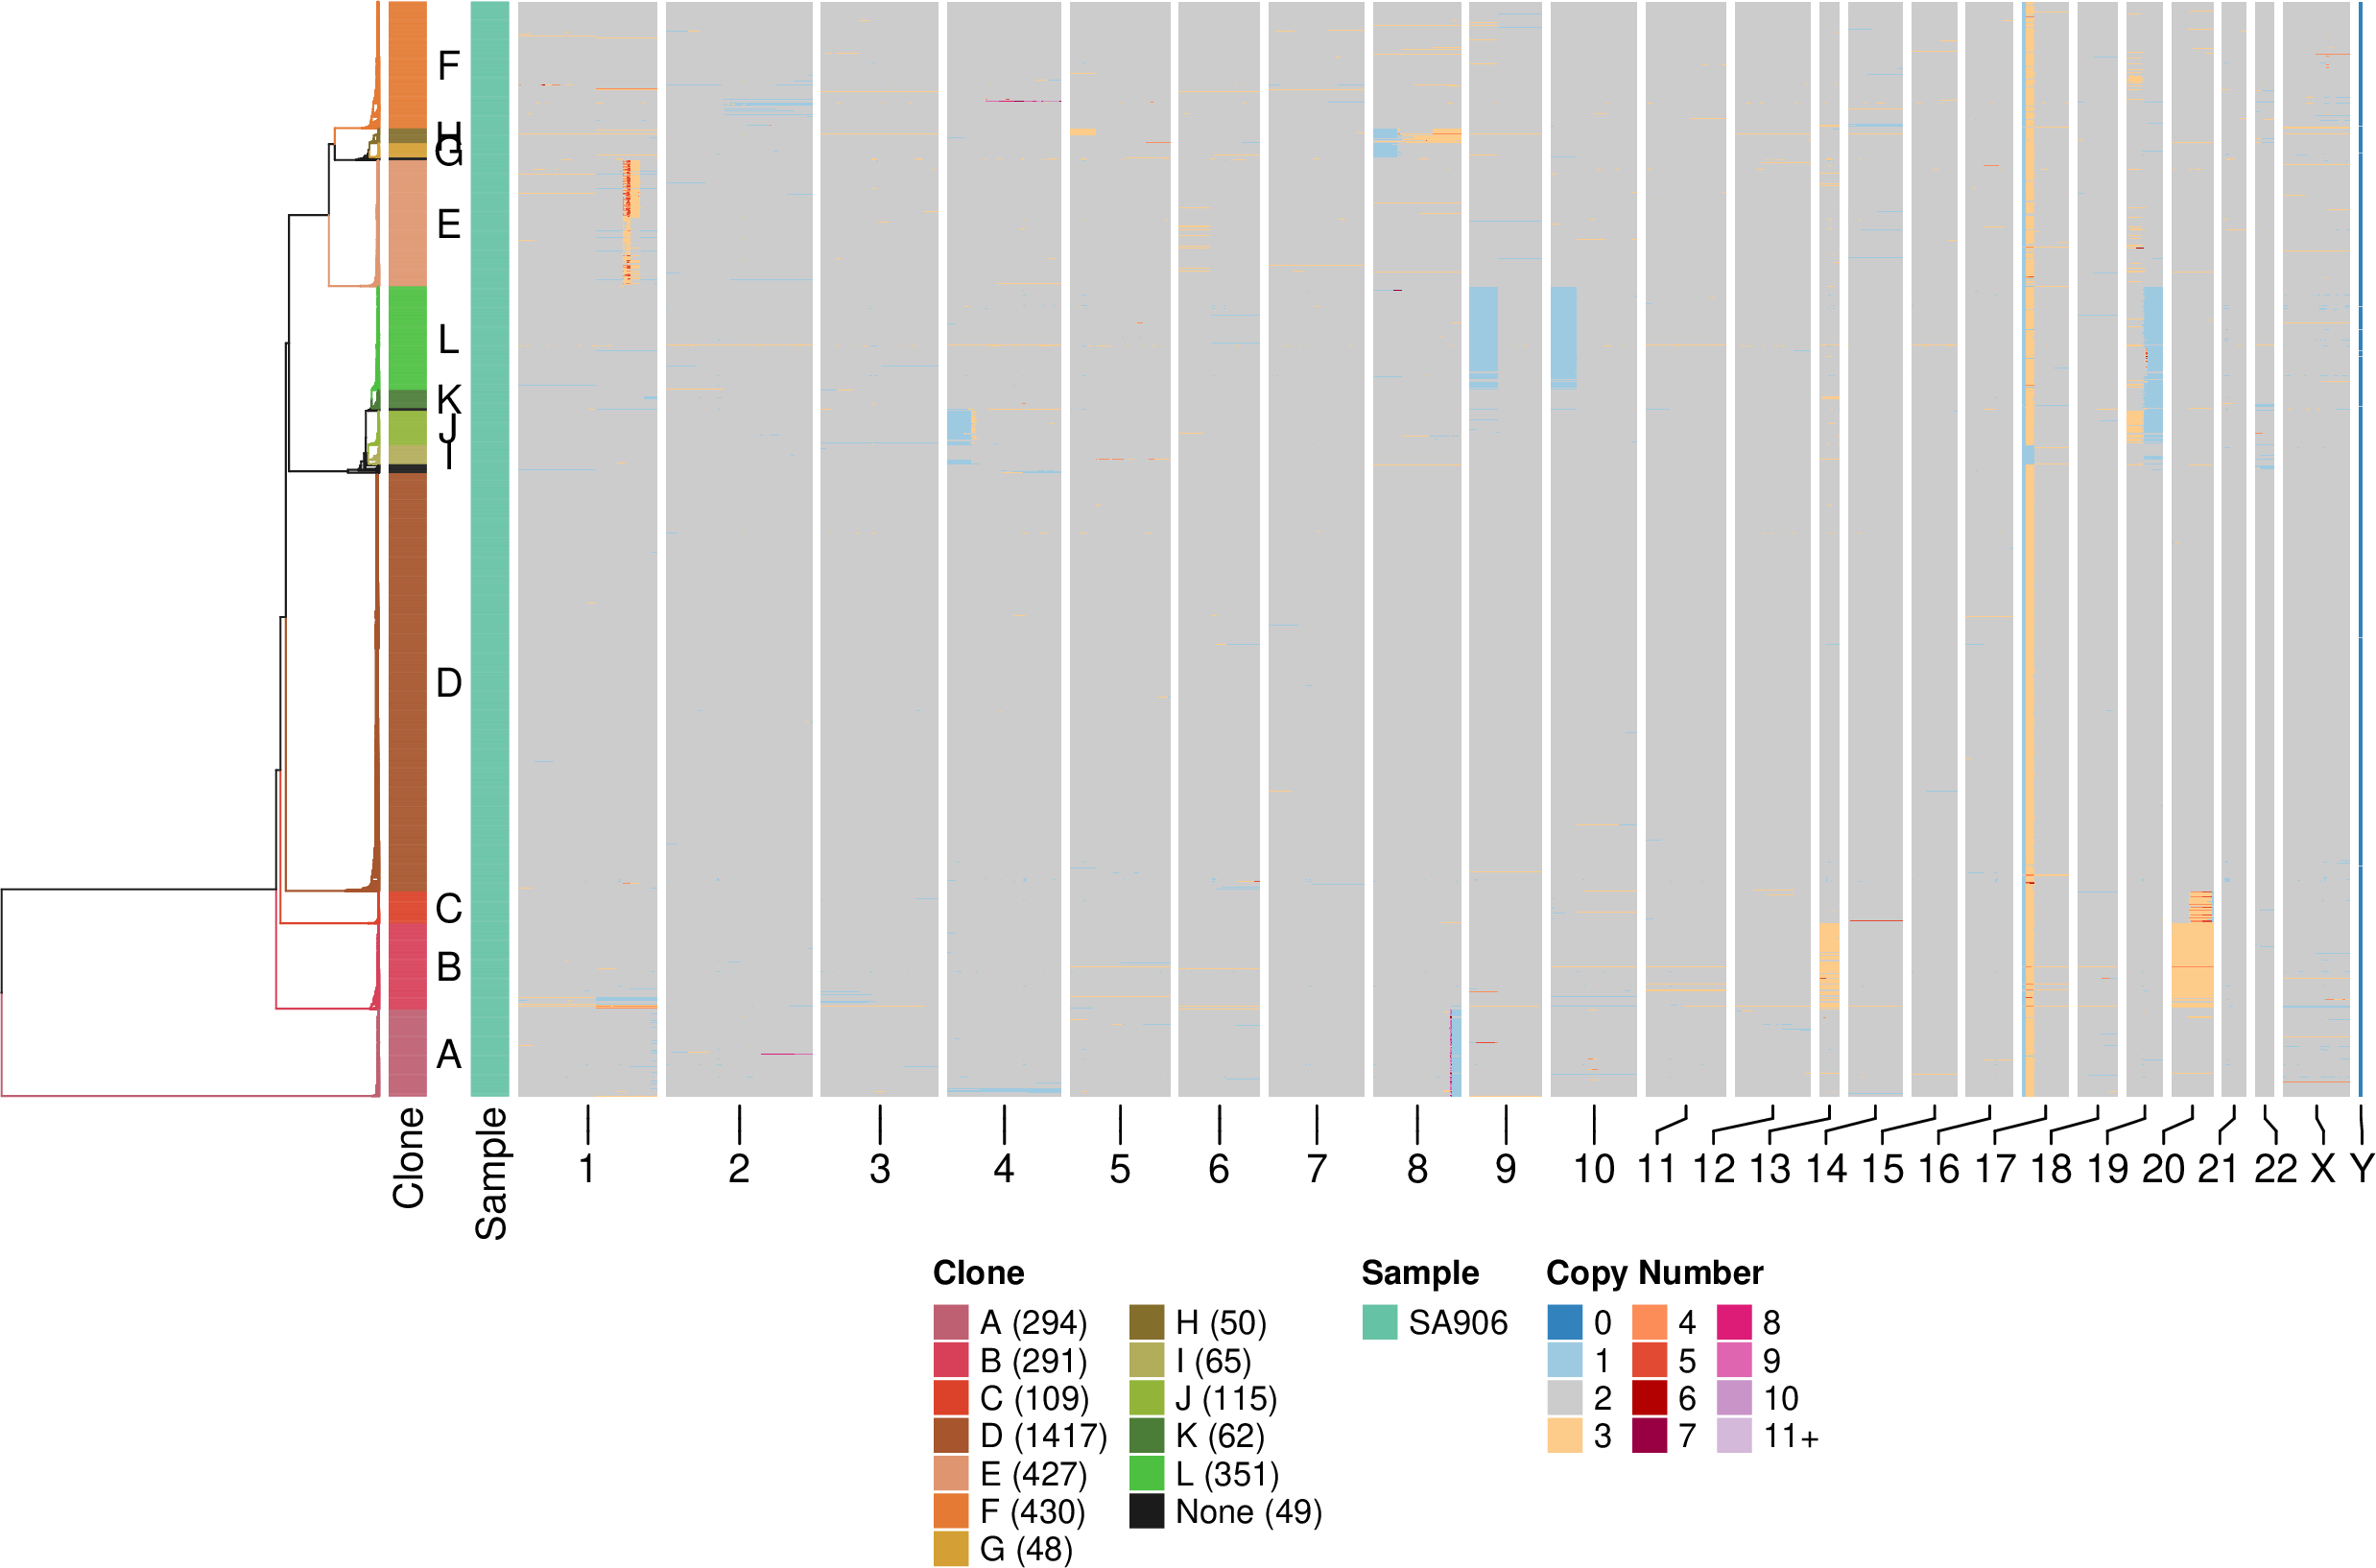 F
H
G
E
L
K
J
I
D
C
B
A
Clone
Sample
1 2 3 4 5 6 7 8 9 10 11 12 13 14 15 16 17 18 19 20 21 22 X Y
Clone Sample Copy Number
A (294) H (50) SA906 0 4 8
B (291) I (65) 1 5 9
C (109) J (115) 2 6 10
D (1417) K (62) 3 7 11+
E (427) L (351)
F (430) None (49)
G (48)